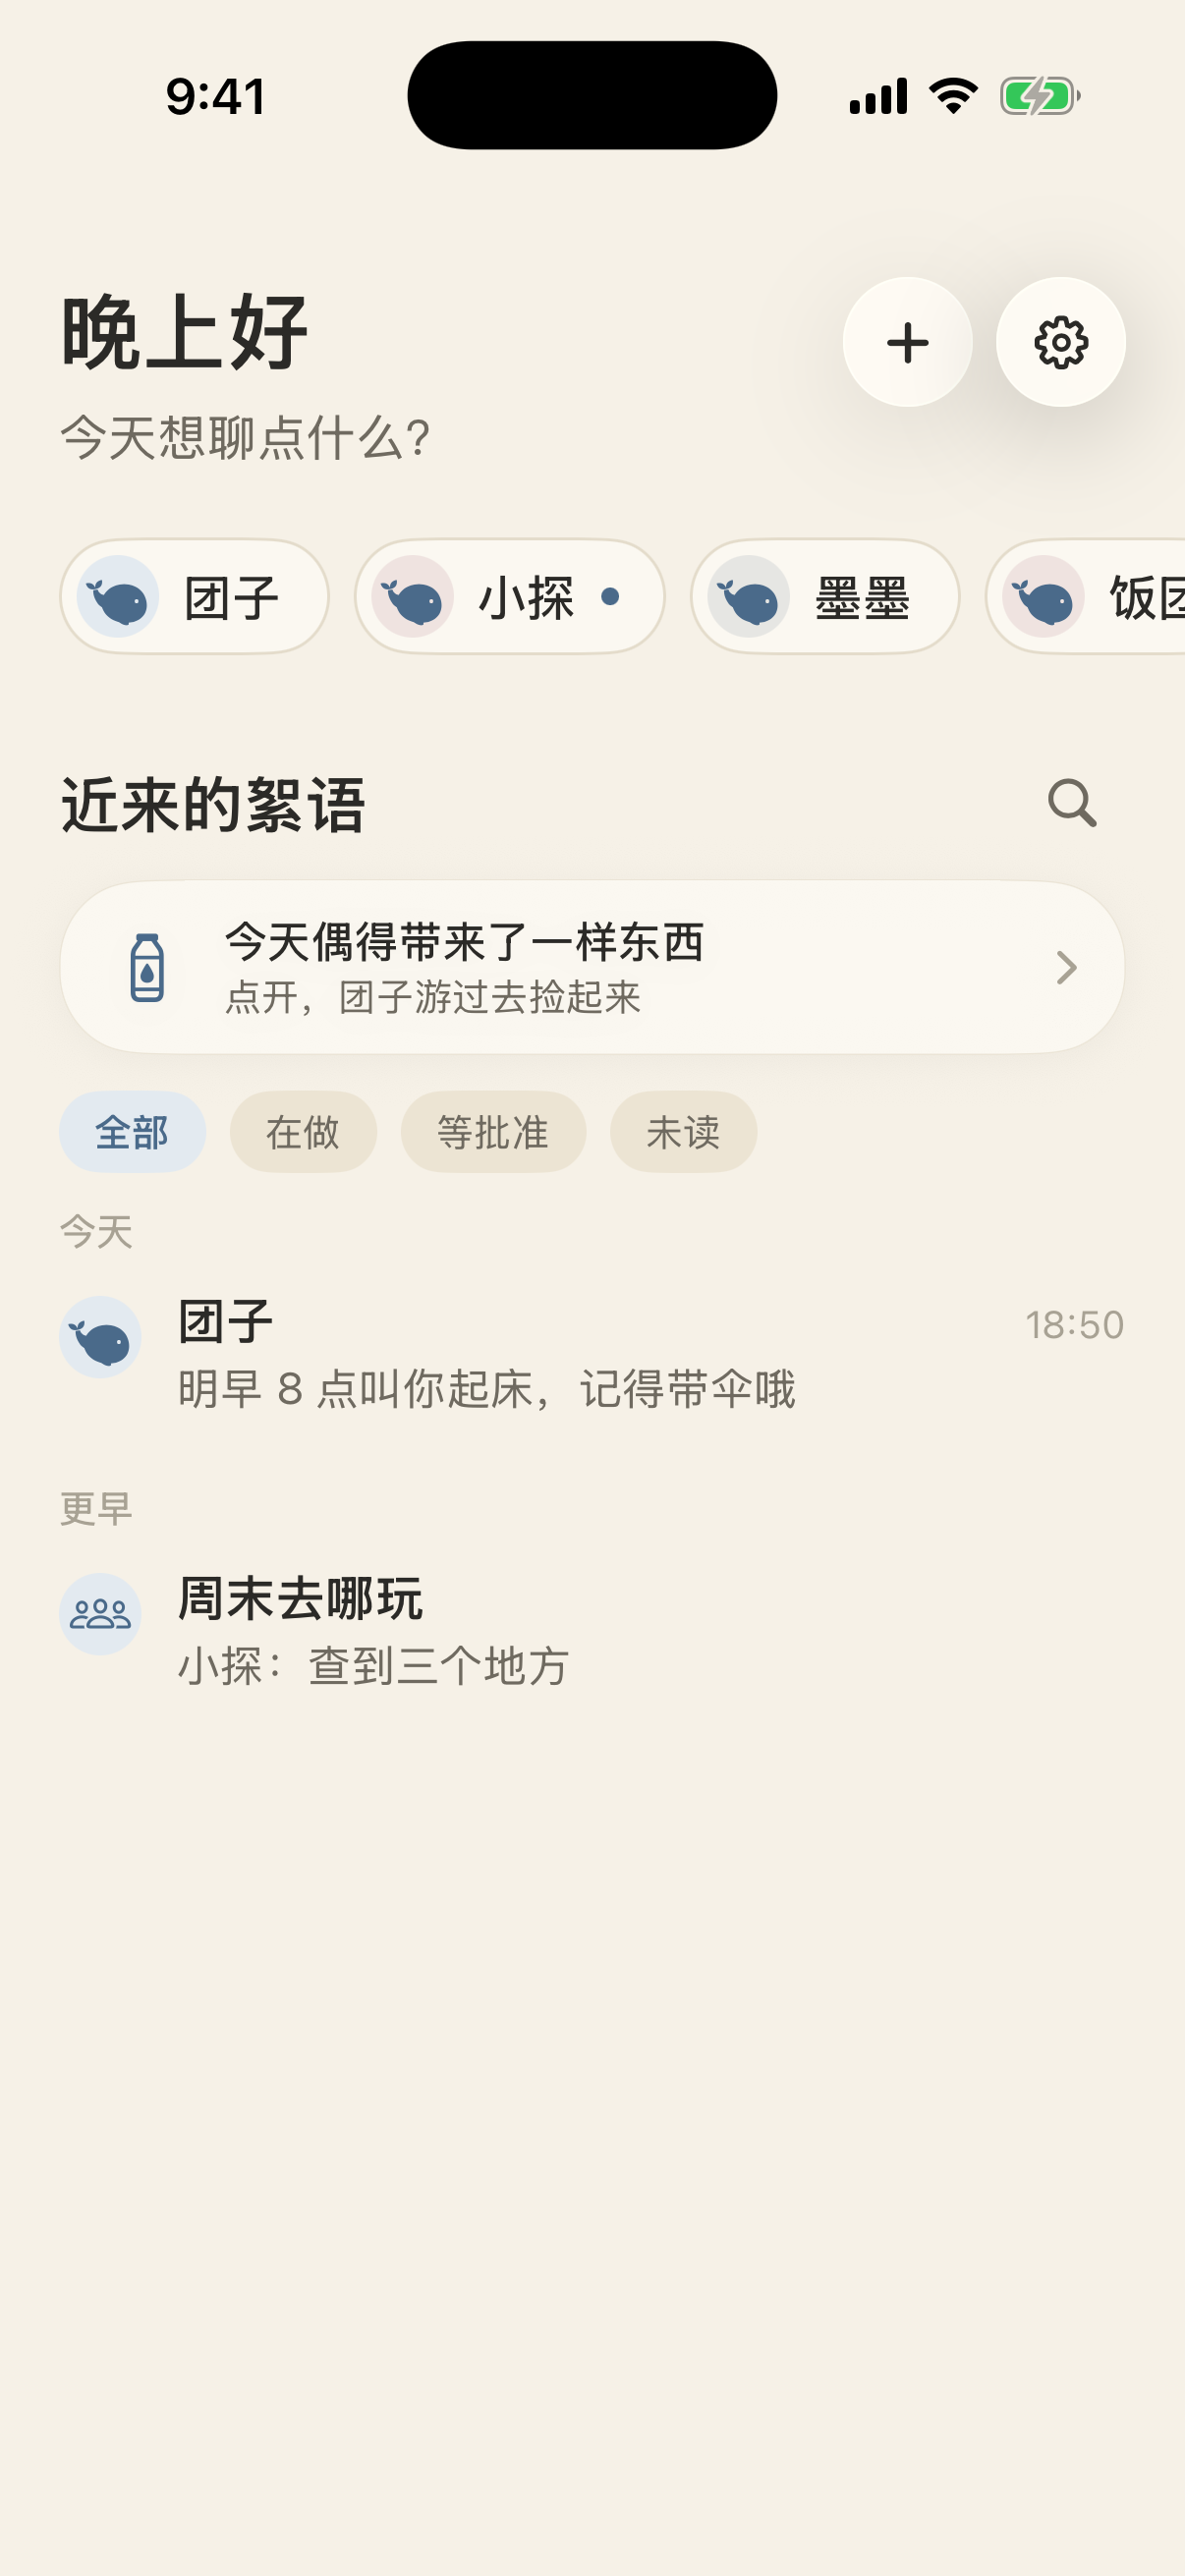 9:41
晚上好
今天想聊点什么?
团子
小探
墨墨
饭团
近来的絮语
今天偶得带来了一样东西
点开，团子游过去捡起来
全部
在做
等批准
未读
今天
团子
18:50
明早 8 点叫你起床，记得带伞哦
更早
周末去哪玩
小探：查到三个地方